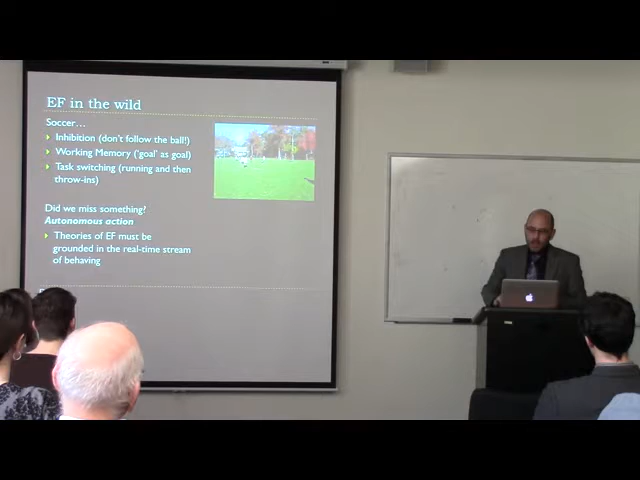 EF in the wild
Soccer...
Inhibition (don't follow the ball!)
Working Memory ('goal' as goal)
Task switching (running and then
throw-ins)
Did we miss something?
Autonomous action
Theories of EF must be
grounded in the real-time stream
of behaving